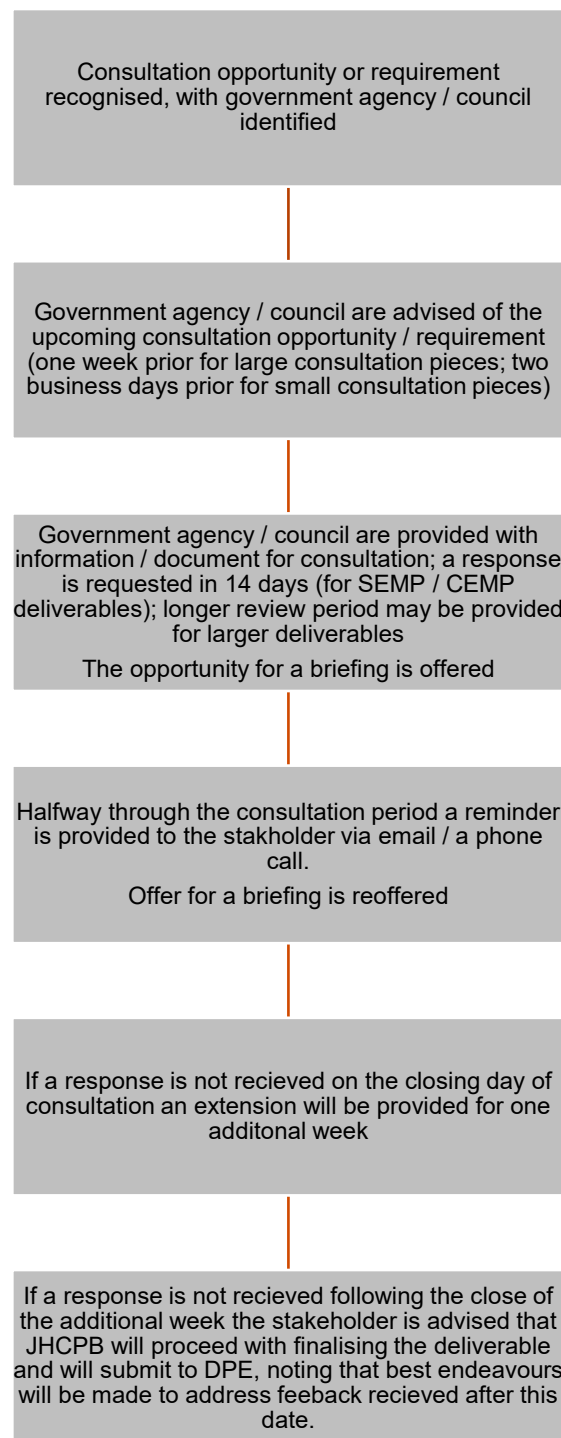 Consultation opportunity or requirement
recognised, with government agency / council
identified
Government agency / council are advised of the
upcoming consultation opportunity / requirement
(one week prior for large consultation pieces; two
business days prior for small consultation pieces)
Government agency / council are provided with
information / document for consultation; a response
is requested in 14 days (for SEMP / CEMP
deliverables); longer review period may be provided
for larger deliverables
The opportunity for a briefing is offered
Halfway through the consultation period a reminder
is provided to the stakholder via email / a phone
call.
Offer for a briefing is reoffered
If a response is not recieved on the closing day of
consultation an extension will be provided for one
additonal week
If a response is not recieved following the close of
the additional week the stakeholder is advised that
JHCPB will proceed with finalising the deliverable
and will submit to DPE, noting that best endeavours
will be made to address feeback recieved after this
date.